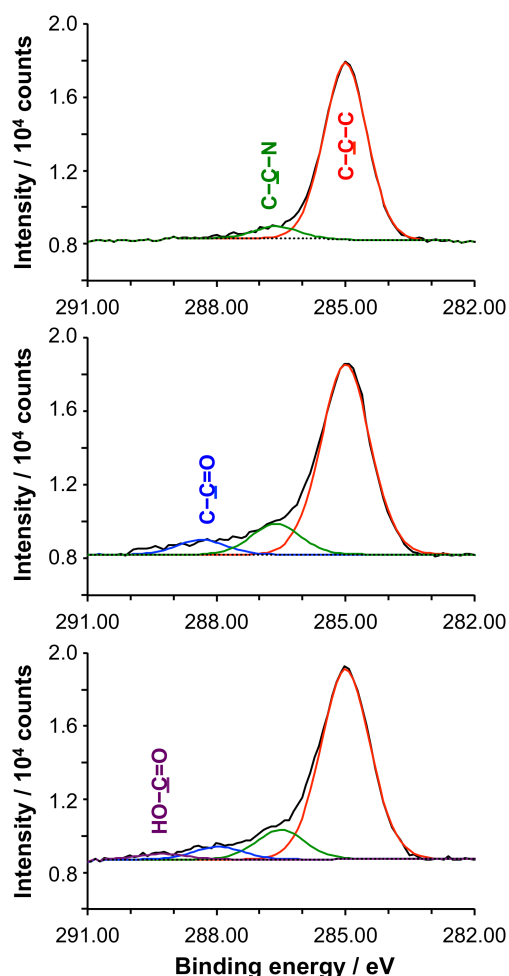 Intensity / 10⁴ counts
2.0
1.6
1.2
0.8
C–C–N
C–C–C
291.00 288.00 285.00 282.00
Intensity / 10⁴ counts
2.0
1.6
1.2
0.8
C–C=O
291.00 288.00 285.00 282.00
Intensity / 10⁴ counts
2.0
1.6
1.2
0.8
HO–C=O
291.00 288.00 285.00 282.00
Binding energy / eV